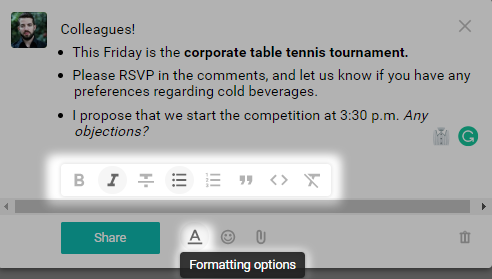 Colleagues!
• This Friday is the corporate table tennis tournament.
• Please RSVP in the comments, and let us know if you have any
preferences regarding cold beverages.
• I propose that we start the competition at 3:30 p.m. Any
objections?
B I S
Share A
Formatting options